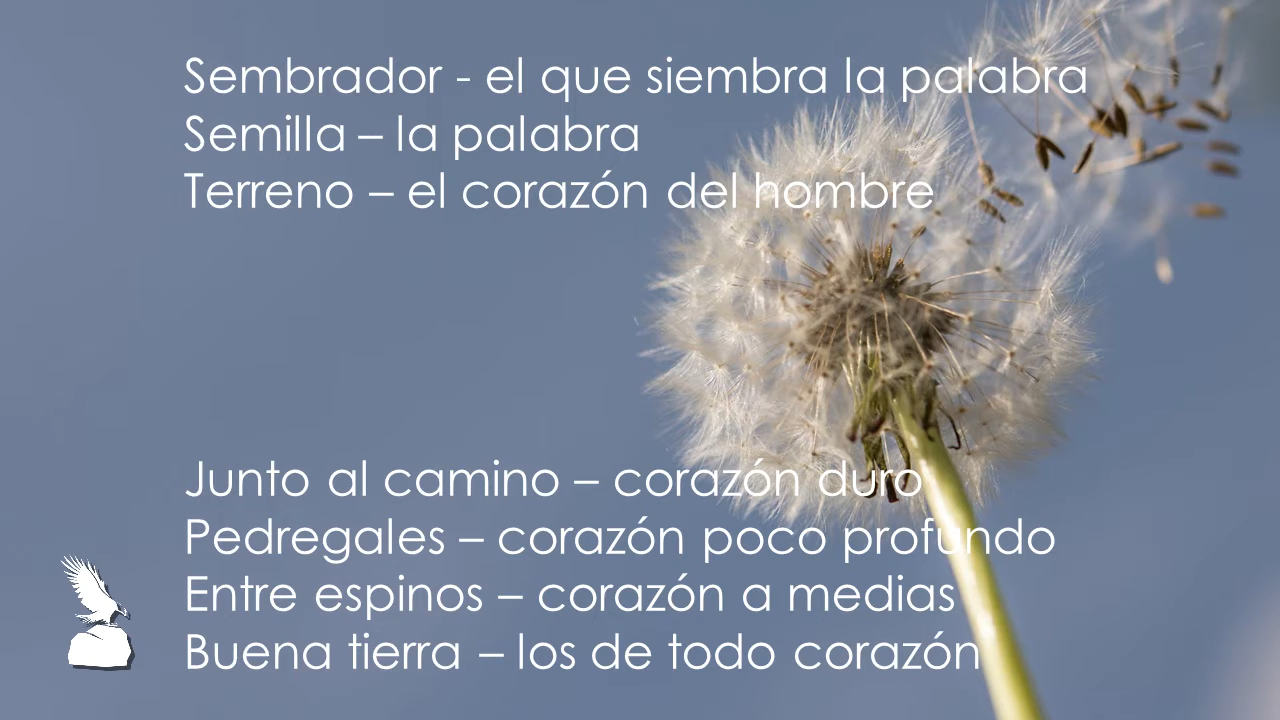 Sembrador - el que siembra la palabra
Semilla – la palabra
Terreno – el corazón del hombre
Junto al camino – corazón duro
Pedregales – corazón poco profundo
Entre espinos – corazón a medias
Buena tierra – los de todo corazón